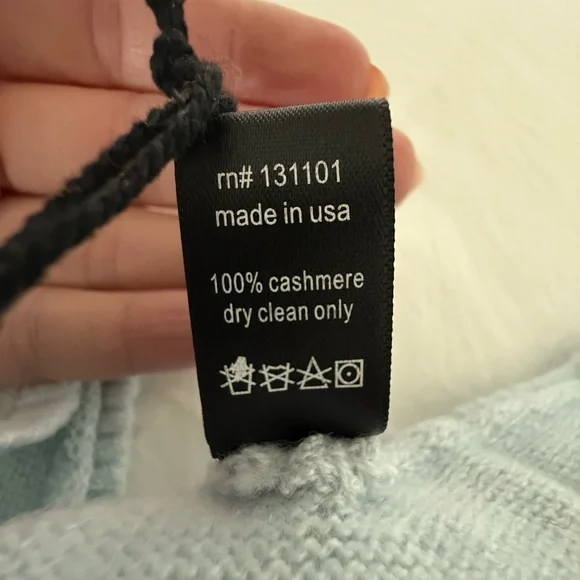 rn# 131101
made in usa
100% cashmere
dry clean only